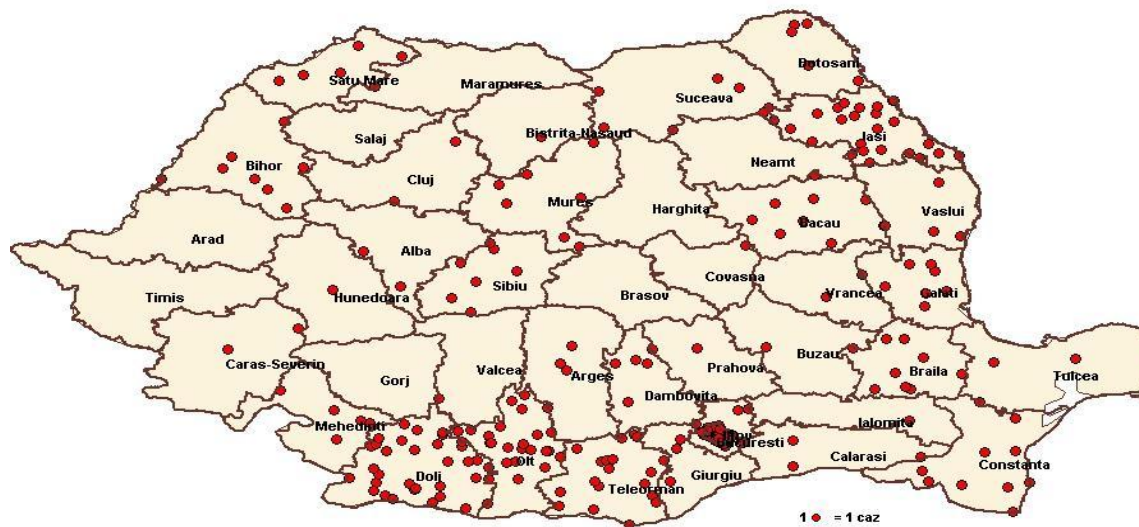 Botosani
Satu Mare
Maramures
Suceava
Iasi
Salaj
Bistrita-Nasaud
Bihor
Neamt
Cluj
Mures
Harghita
Bacau
Vaslui
Arad
Alba
Covasna
Sibiu
Timis
Hunedoara
Brasov
Vrancea
Galati
Caras-Severin
Valcea
Gorj
Arges
Prahova
Buzau
Braila
Tulcea
Dambovita
Mehedinti
Ialomita
Ilfov
Bucuresti
Calarasi
Olt
Constanta
Dolj
Teleorman
Giurgiu
1 = 1 caz